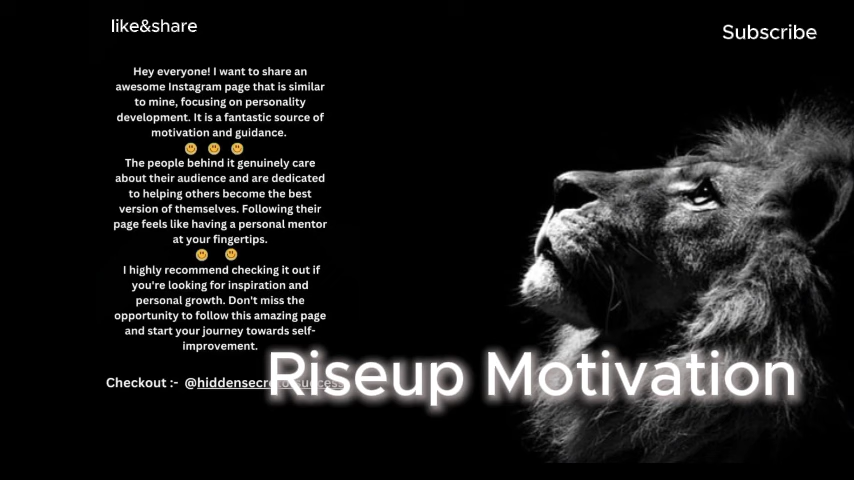 like&share
Subscribe
Hey everyone! I want to share an
awesome Instagram page that is similar
to mine, focusing on personality
development. It is a fantastic source of
motivation and guidance.
The people behind it genuinely care
about their audience and are dedicated
to helping others become the best
version of themselves. Following their
page feels like having a personal mentor
at your fingertips.
I highly recommend checking it out if
you're looking for inspiration and
personal growth. Don't miss the
opportunity to follow this amazing page
and start your journey towards self-
improvement.
Checkout :- 
Riseup Motivation